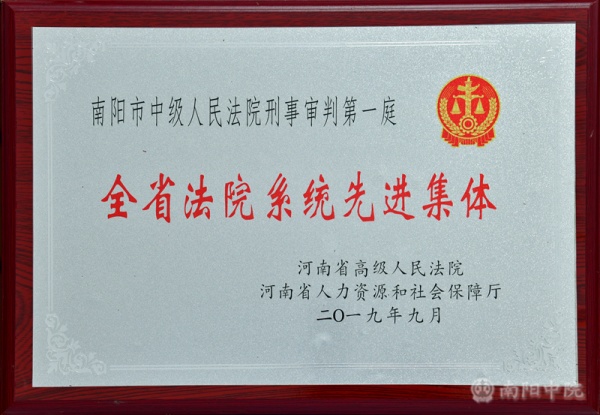 南阳市中级人民法院刑事审判第一庭
全省法院系统先进集体
河南省高级人民法院
河南省人力资源和社会保障厅
二〇一九年九月
南阳中院